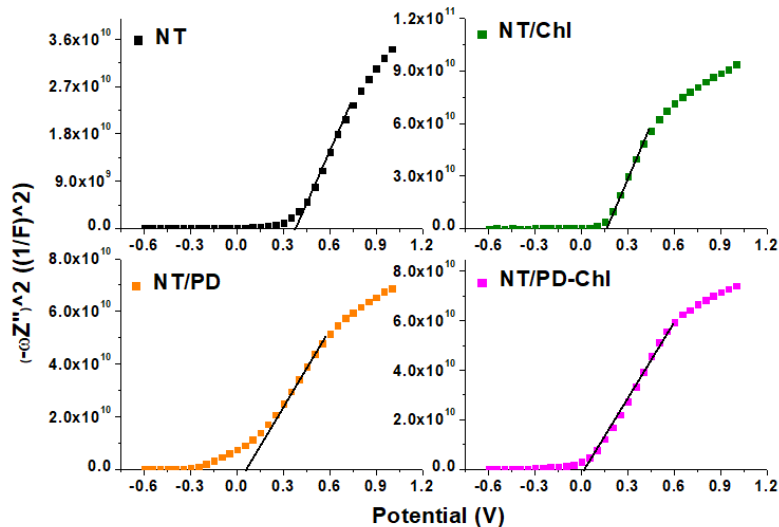 NT
3.6x10^10
2.7x10^10
1.8x10^10
9.0x10^9
0.0
-0.6 -0.3 0.0 0.3 0.6 0.9 1.2
NT/Chl
1.2x10^11
9.0x10^10
6.0x10^10
3.0x10^10
0.0
-0.6 -0.3 0.0 0.3 0.6 0.9 1.2
(-ωZ'')^2 ((1/F)^2)
NT/PD
8.0x10^10
6.0x10^10
4.0x10^10
2.0x10^10
0.0
-0.6 -0.3 0.0 0.3 0.6 0.9 1.2
NT/PD-Chl
8.0x10^10
6.0x10^10
4.0x10^10
2.0x10^10
0.0
-0.6 -0.3 0.0 0.3 0.6 0.9 1.2
Potential (V)